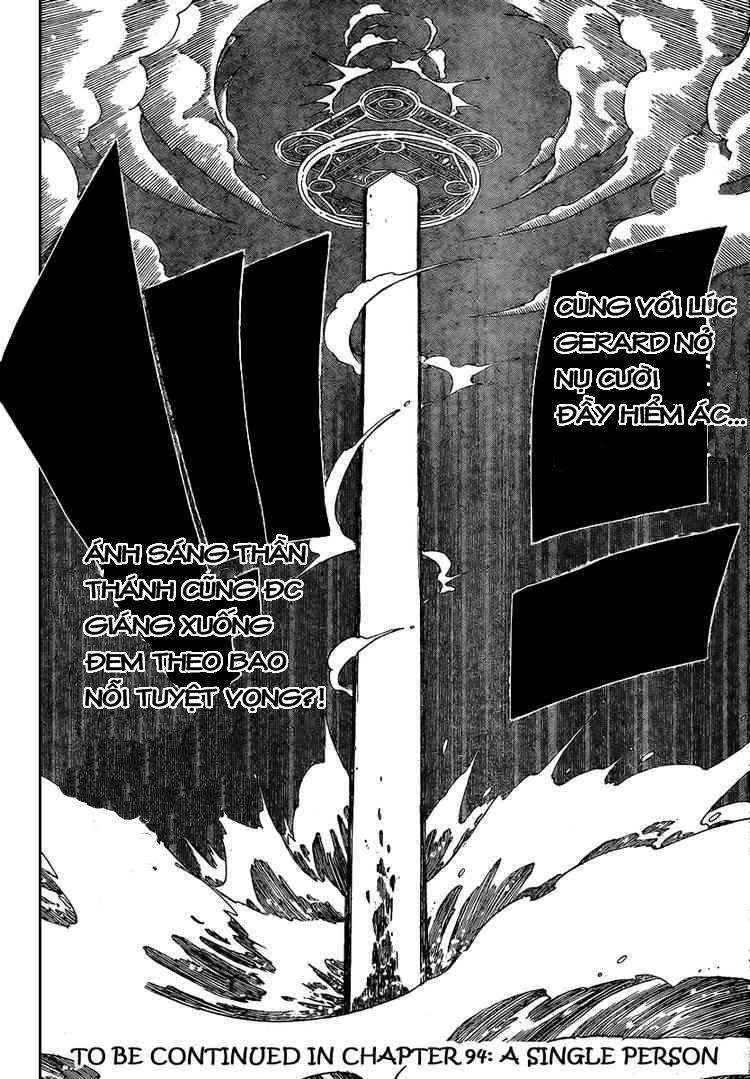 CÙNG VỚI LÚC
GERARD NỞ
NỤ CƯỜI
ĐẦY HIỂM ÁC...
ÁNH SÁNG THẦN
THÁNH CŨNG ĐC
GIÁNG XUỐNG
ĐEM THEO BAO
NỖI TUYỆT VỌNG?!
TO BE CONTINUED IN CHAPTER 94: A SINGLE PERSON